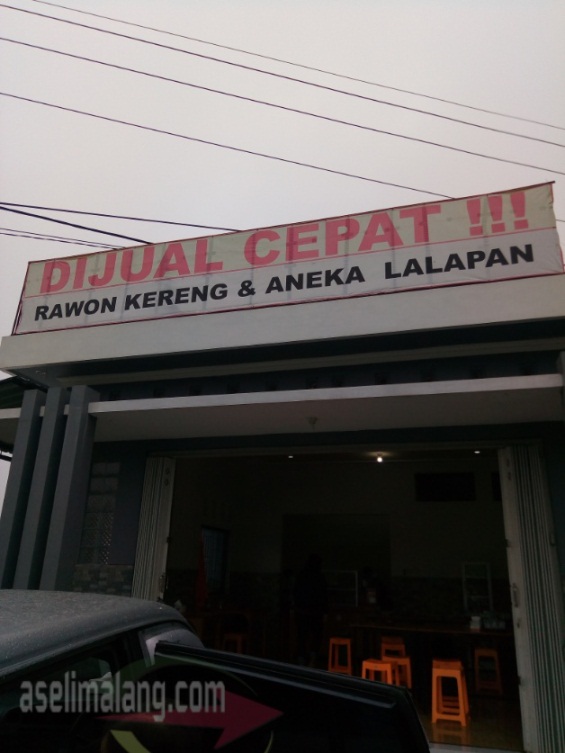 DIJUAL CEPAT !!!
RAWON KERENG & ANEKA LALAPAN
aselimalang.com